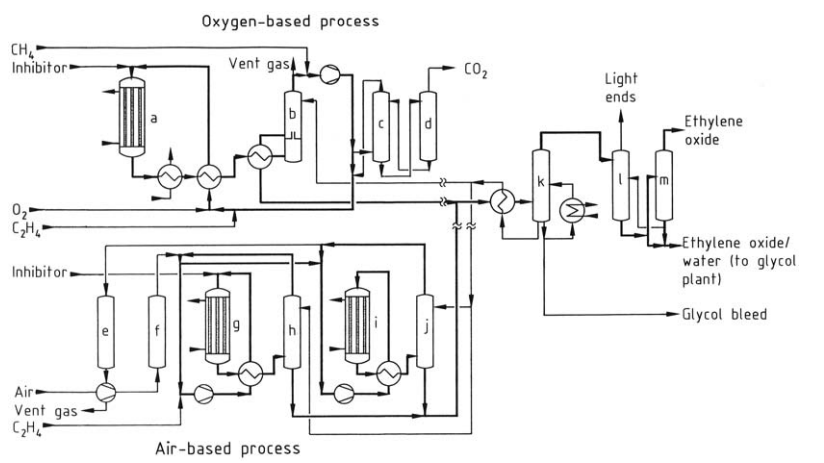 Oxygen-based process
CH₄
Inhibitor
Vent gas
CO₂
a
b
c
d
Light
ends
Ethylene
oxide
k
l
m
O₂
C₂H₄
Ethylene oxide/
water (to glycol
plant)
Inhibitor
Glycol bleed
e
f
g
h
i
j
Air
Vent gas
C₂H₄
Air-based process